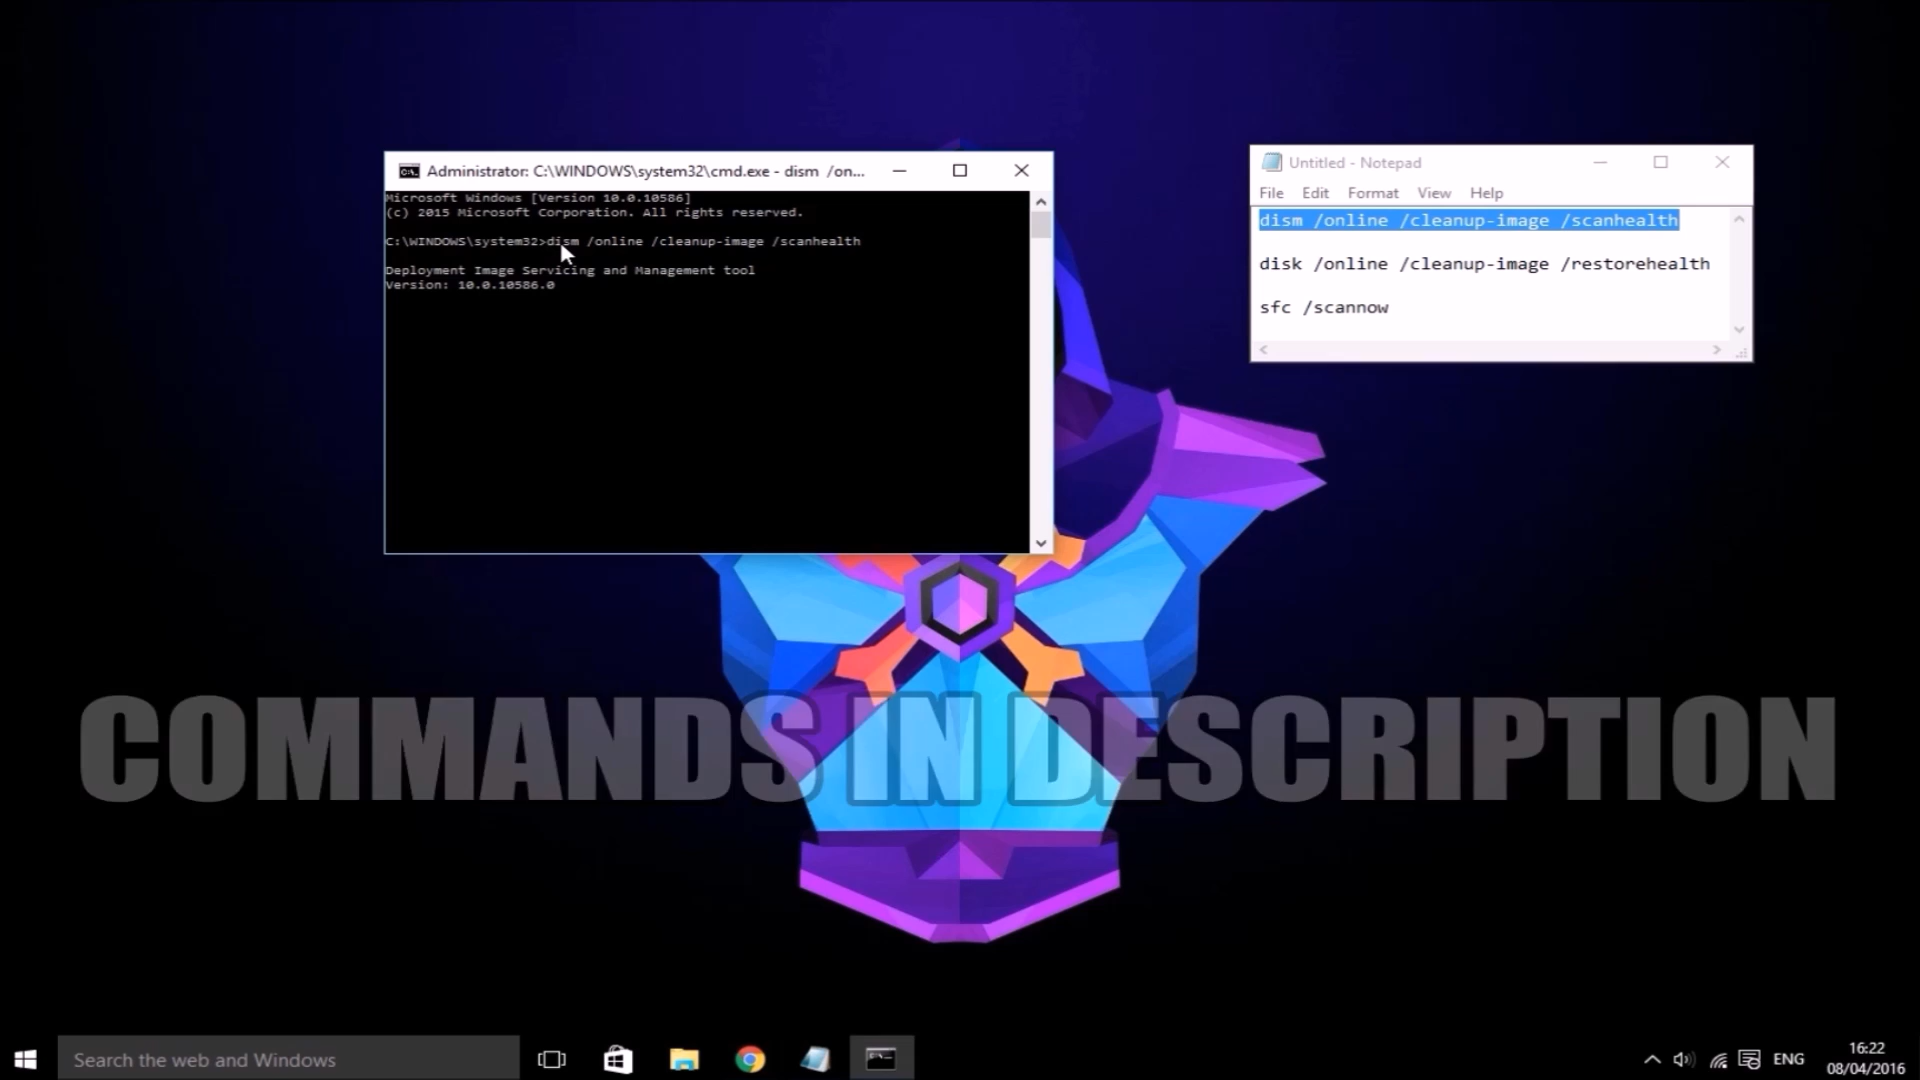 Administrator: C:\WINDOWS\system32\cmd.exe - dism /on...
Microsoft Windows [Version 10.0.10586]
(c) 2015 Microsoft Corporation. All rights reserved.
C:\WINDOWS\system32>dism /online /cleanup-image /scanhealth
Deployment Image Servicing and Management tool
Version: 10.0.10586.0
Untitled - Notepad
File Edit Format View Help
dism /online /cleanup-image /scanhealth
disk /online /cleanup-image /restorehealth
sfc /scannow
COMMANDS IN DESCRIPTION
Search the web and Windows
ENG
16:22
08/04/2016